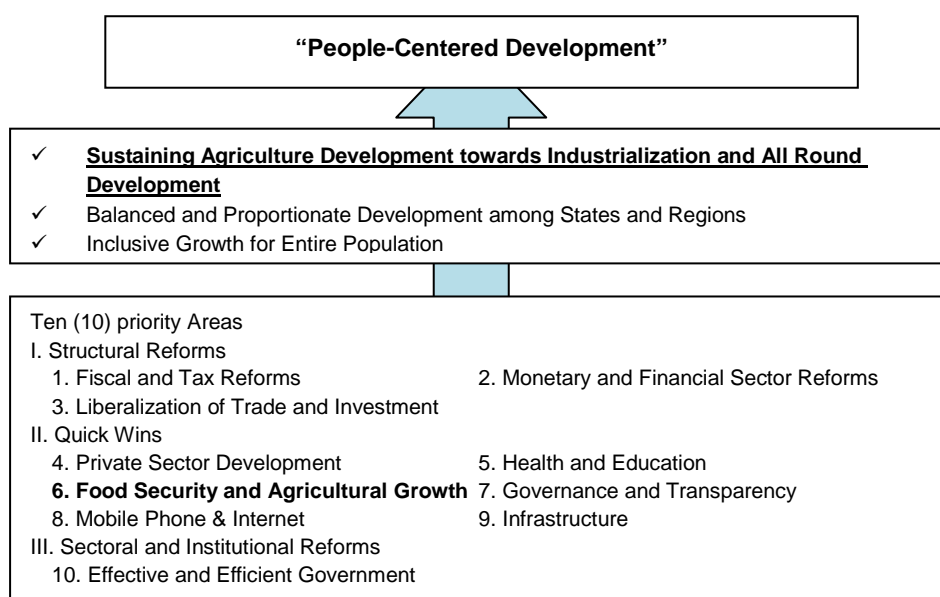 “People-Centered Development”
✓ Sustaining Agriculture Development towards Industrialization and All Round
Development
✓ Balanced and Proportionate Development among States and Regions
✓ Inclusive Growth for Entire Population
Ten (10) priority Areas
I. Structural Reforms
1. Fiscal and Tax Reforms 2. Monetary and Financial Sector Reforms
3. Liberalization of Trade and Investment
II. Quick Wins
4. Private Sector Development 5. Health and Education
6. Food Security and Agricultural Growth 7. Governance and Transparency
8. Mobile Phone & Internet 9. Infrastructure
III. Sectoral and Institutional Reforms
10. Effective and Efficient Government